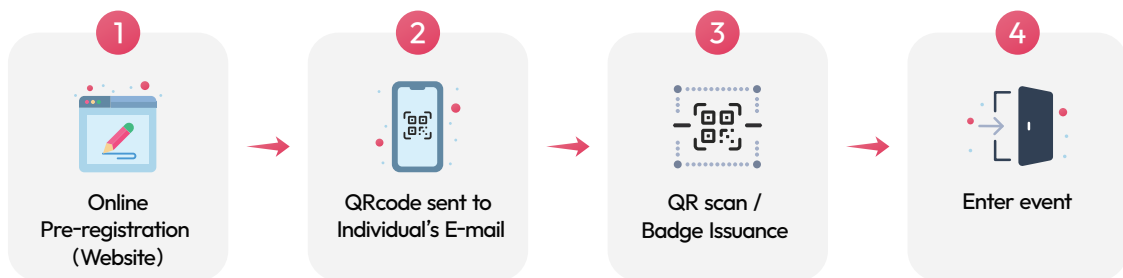 1
Online
Pre-registration
(Website)
2
QRcode sent to
Individual's E-mail
3
QR scan /
Badge Issuance
4
Enter event